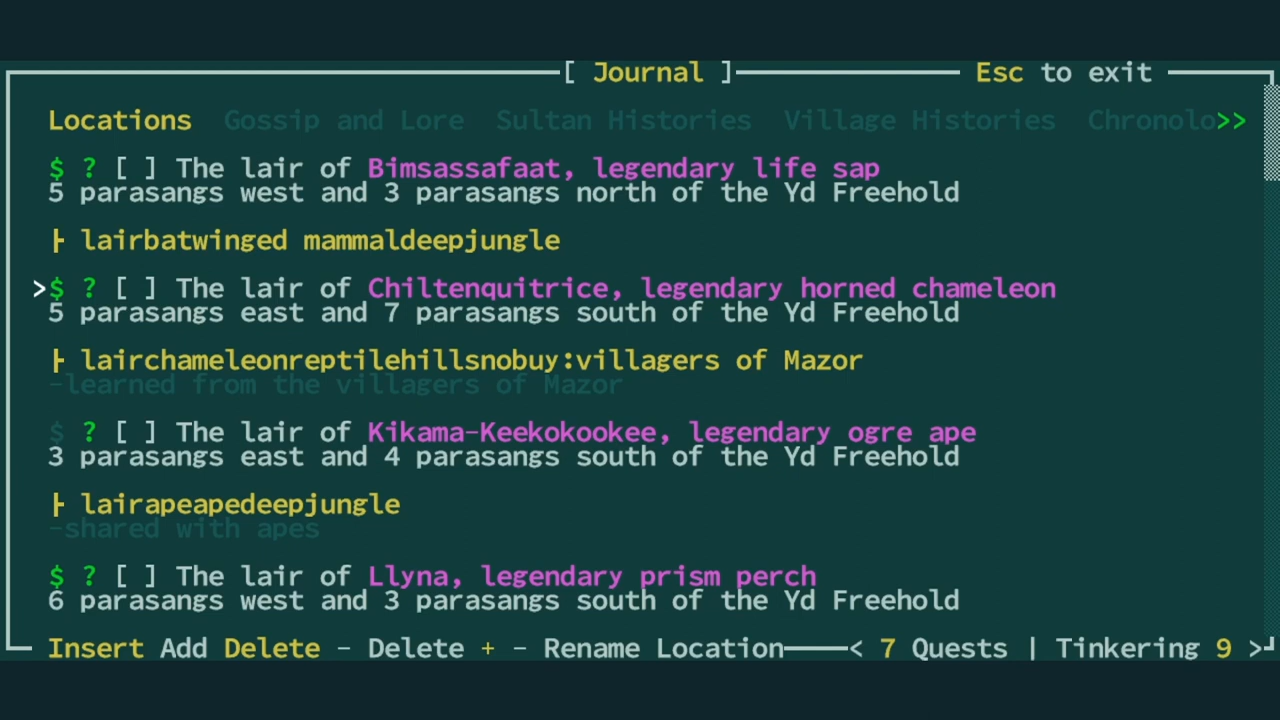 [ Journal ] Esc to exit
Locations Gossip and Lore Sultan Histories Village Histories Chronolo>>
$ ? [ ] The lair of Bimsassafaat, legendary life sap
5 parasangs west and 3 parasangs north of the Yd Freehold
├ lairbatwinged mammaldeepjungle
>$ ? [ ] The lair of Chiltenquitrice, legendary horned chameleon
5 parasangs east and 7 parasangs south of the Yd Freehold
├ lairchameleonreptilehillsnobuy:villagers of Mazor
-learned from the villagers of Mazor
$ ? [ ] The lair of Kikama-Keekokookee, legendary ogre ape
3 parasangs east and 4 parasangs south of the Yd Freehold
├ lairapeapedeepjungle
-shared with apes
$ ? [ ] The lair of Llyna, legendary prism perch
6 parasangs west and 3 parasangs south of the Yd Freehold
Insert Add Delete - Delete + - Rename Location < 7 Quests | Tinkering 9 >